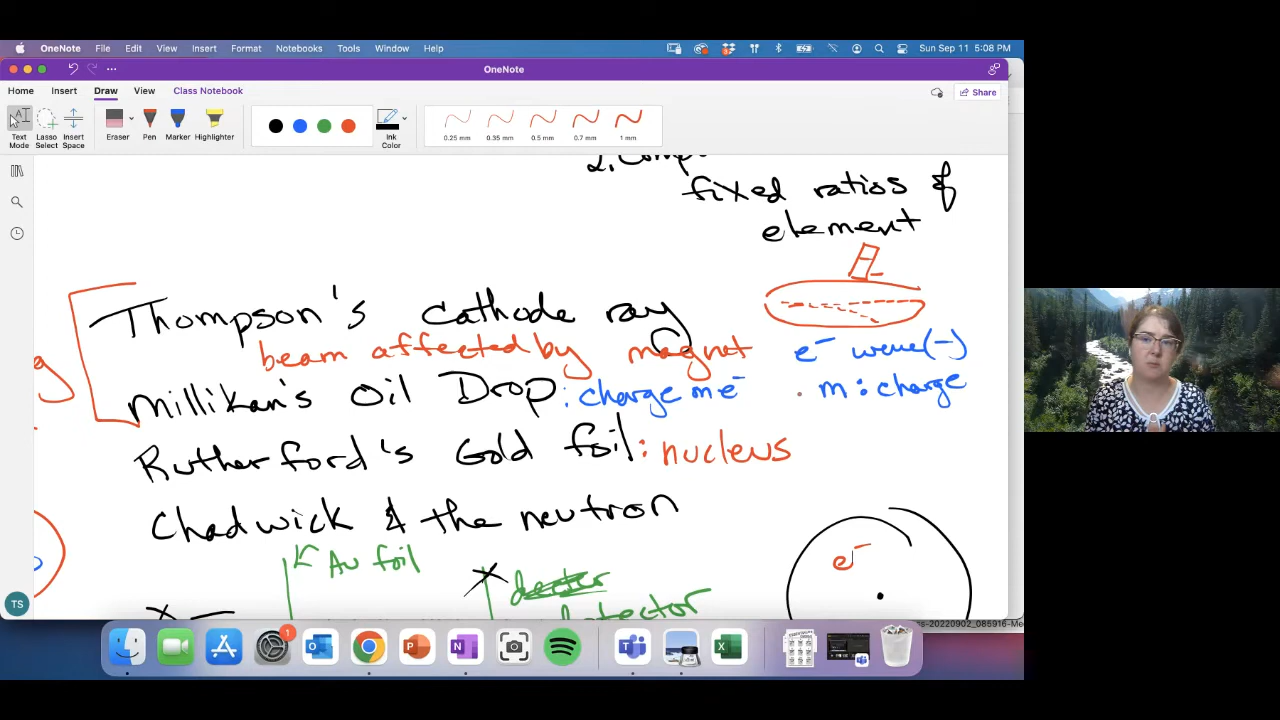 OneNote File Edit View Insert Format Notebooks Tools Window Help Sun Sep 11 5:08 PM
OneNote
Home Insert Draw View Class Notebook Share
Text Mode Lasso Select Insert Space Eraser Pen Marker Highlighter Ink Color 0.25 mm 0.35 mm 0.5 mm 0.7 mm 1 mm
2.
fixed ratios of
element
Thompson's cathode ray
beam affected by magnet e⁻ were (-)
Millikan's Oil Drop: charge m e⁻ m: charge
Rutherford's Gold foil: nucleus
Chadwick & the neutron
Au foil
e⁻
detector
TS
1